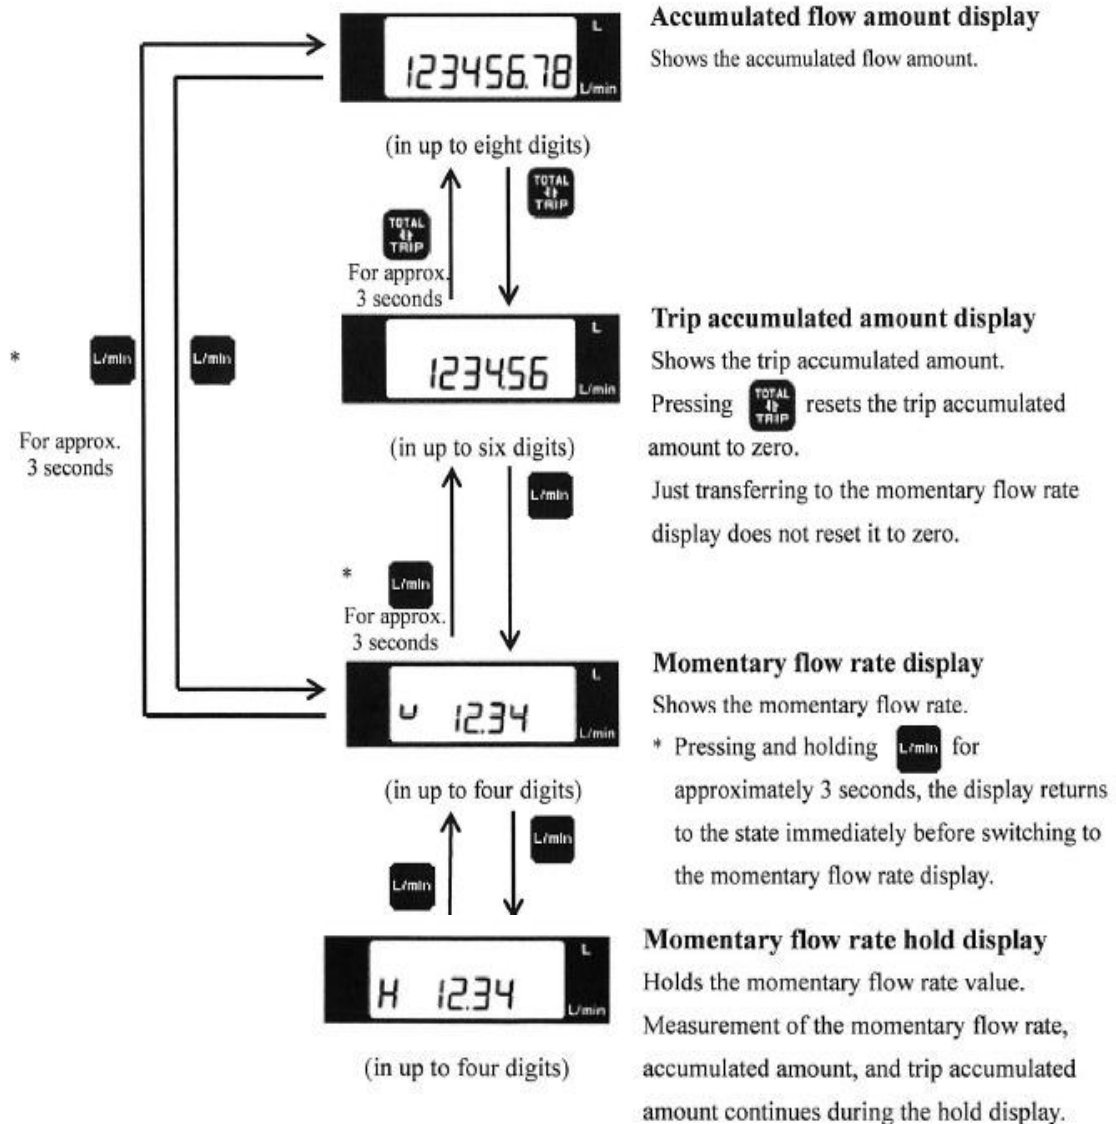 Accumulated flow amount display
Shows the accumulated flow amount.
L
123456.78
L/min
(in up to eight digits)
TOTAL
TRIP
TOTAL
TRIP
For approx.
3 seconds
Trip accumulated amount display
Shows the trip accumulated amount.
Pressing TOTAL TRIP resets the trip accumulated
amount to zero.
Just transferring to the momentary flow rate
display does not reset it to zero.
L
123456
L/min
(in up to six digits)
* L/min
For approx.
3 seconds
L/min
L/min
* L/min
For approx.
3 seconds
Momentary flow rate display
Shows the momentary flow rate.
* Pressing and holding L/min for
approximately 3 seconds, the display returns
to the state immediately before switching to
the momentary flow rate display.
L
u 12.34
L/min
(in up to four digits)
L/min
L/min
Momentary flow rate hold display
Holds the momentary flow rate value.
Measurement of the momentary flow rate,
accumulated amount, and trip accumulated
amount continues during the hold display.
L
H 12.34
L/min
(in up to four digits)